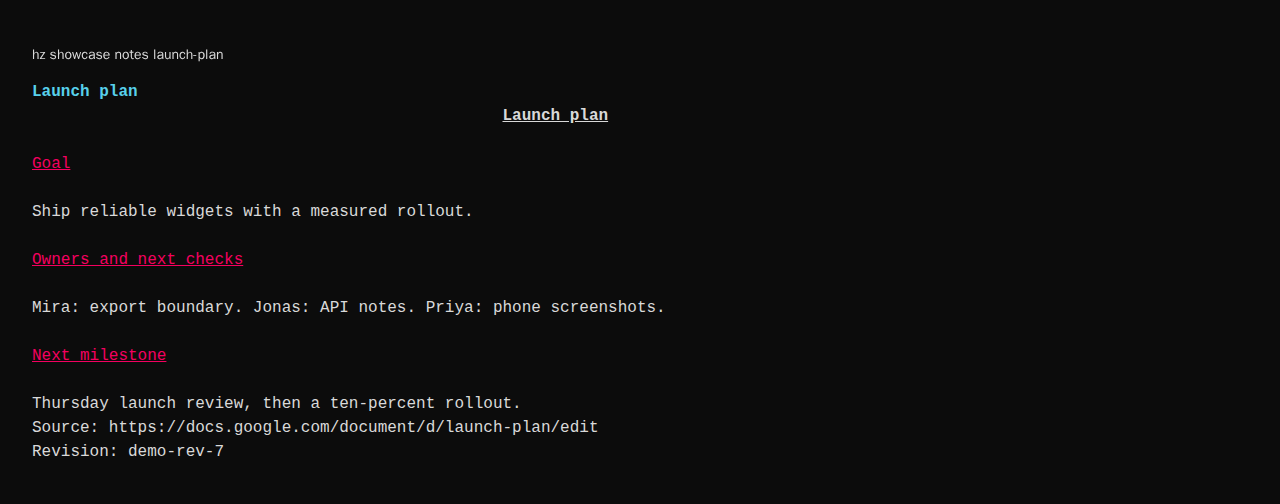 hz showcase notes launch-plan
Launch plan
Launch plan
Goal
Ship reliable widgets with a measured rollout.
Owners and next checks
Mira: export boundary. Jonas: API notes. Priya: phone screenshots.
Next milestone
Thursday launch review, then a ten-percent rollout.
Source: https://docs.google.com/document/d/launch-plan/edit
Revision: demo-rev-7